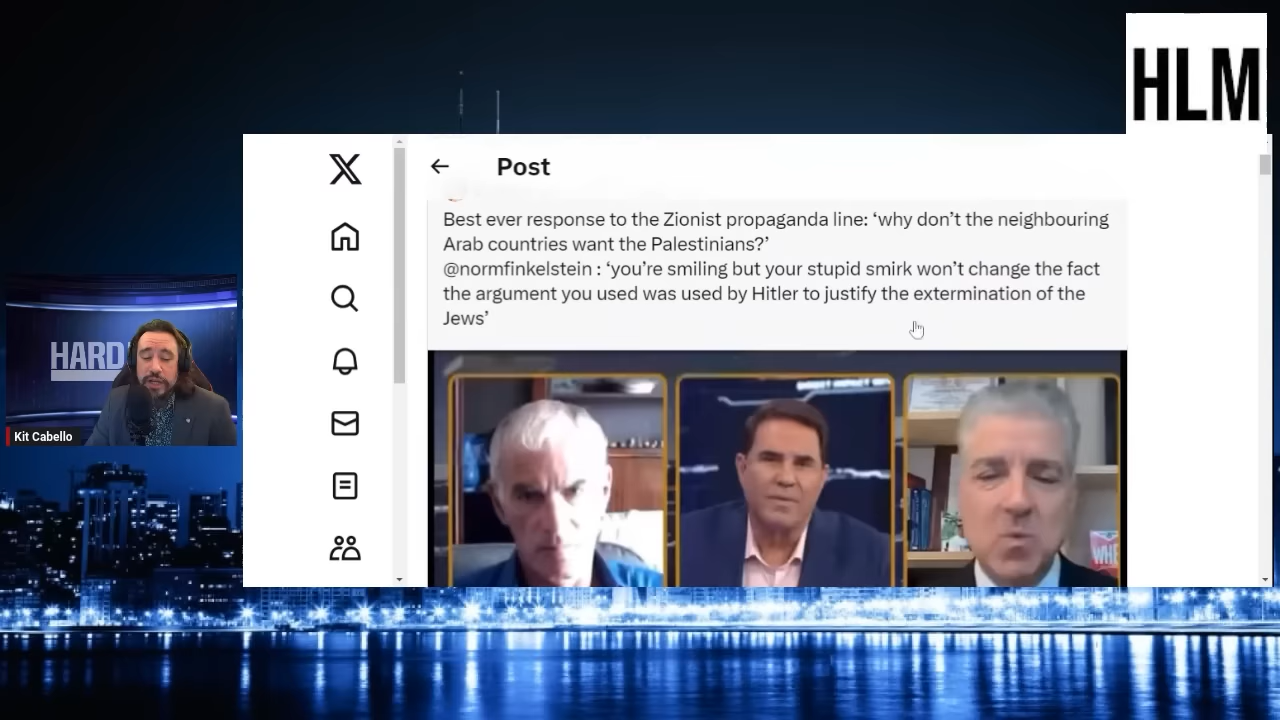 HLM
Post
Best ever response to the Zionist propaganda line: ‘why don’t the neighbouring
Arab countries want the Palestinians?’
@normfinkelstein : ‘you’re smiling but your stupid smirk won’t change the fact
the argument you used was used by Hitler to justify the extermination of the
Jews’
HARD
Kit Cabello
WHE